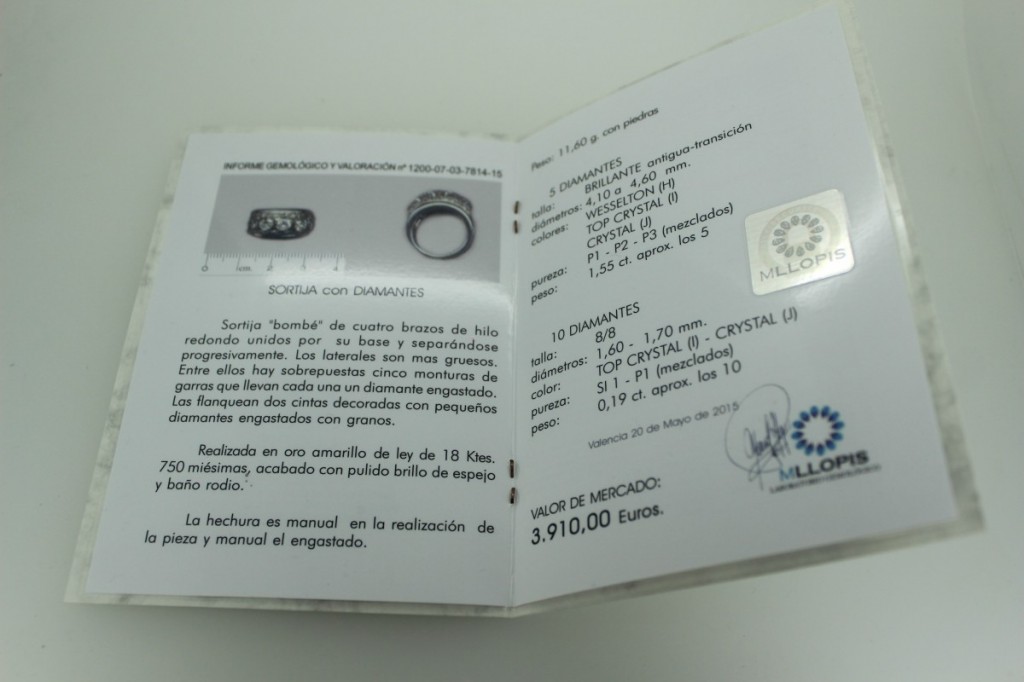 INFORME GEMOLÓGICO Y VALORACIÓN nº 1200-07-03-7814-15
0 1cm. 2 3 4
SORTIJA con DIAMANTES
Sortija "bombé" de cuatro brazos de hilo
redondo unidos por su base y separándose
progresivamente. Los laterales son mas gruesos.
Entre ellos hay sobrepuestas cinco monturas de
garras que llevan cada una un diamante engastado.
Las flanquean dos cintas decoradas con pequeños
diamantes engastados con granos.
Realizada en oro amarillo de ley de 18 Ktes.
750 miésimas, acabado con pulido brillo de espejo
y baño rodio.
La hechura es manual en la realización de
la pieza y manual el engastado.
Peso: 11,60 g. con piedras
5 DIAMANTES
talla: BRILLANTE antigua-transición
diámetros: 4,10 a 4,60 mm.
colores: WESSELTON (H)
TOP CRYSTAL (I)
CRYSTAL (J)
pureza: P1 - P2 - P3 (mezclados)
peso: 1,55 ct. aprox. los 5
MLLOPIS
10 DIAMANTES
talla: 8/8
diámetros: 1,60 - 1,70 mm.
color: TOP CRYSTAL (I) - CRYSTAL (J)
pureza: SI 1 - P1 (mezclados)
peso: 0,19 ct. aprox. los 10
Valencia 20 de Mayo de 2015
MLLOPIS
VALOR DE MERCADO:
3.910,00 Euros.